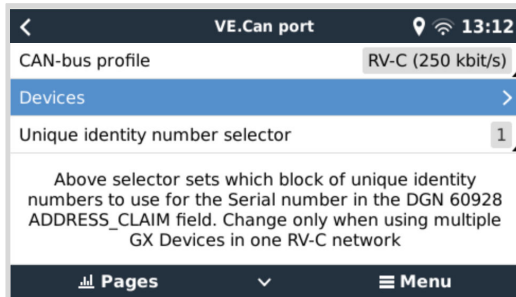 VE.Can port 13:12
CAN-bus profile RV-C (250 kbit/s)
Devices
Unique identity number selector 1
Above selector sets which block of unique identity
numbers to use for the Serial number in the DGN 60928
ADDRESS_CLAIM field. Change only when using multiple
GX Devices in one RV-C network
Pages Menu